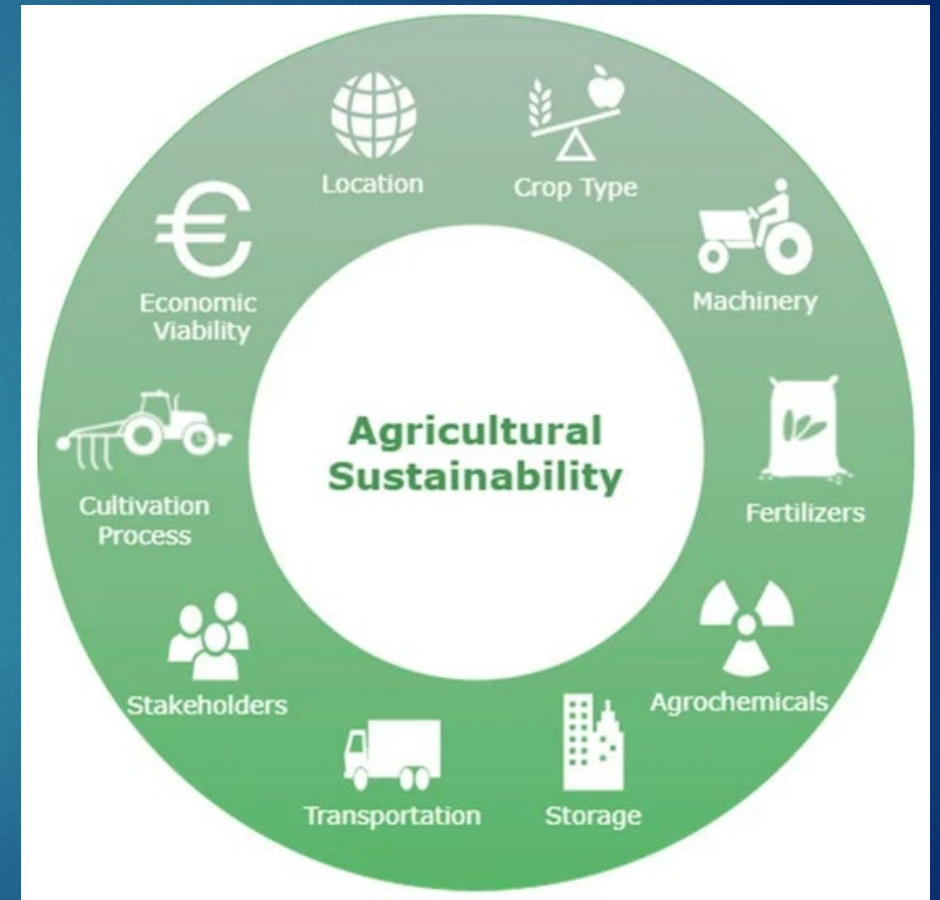 Location
Crop Type
Machinery
Fertilizers
Agrochemicals
Storage
Transportation
Stakeholders
Cultivation
Process
Economic
Viability
Agricultural
Sustainability